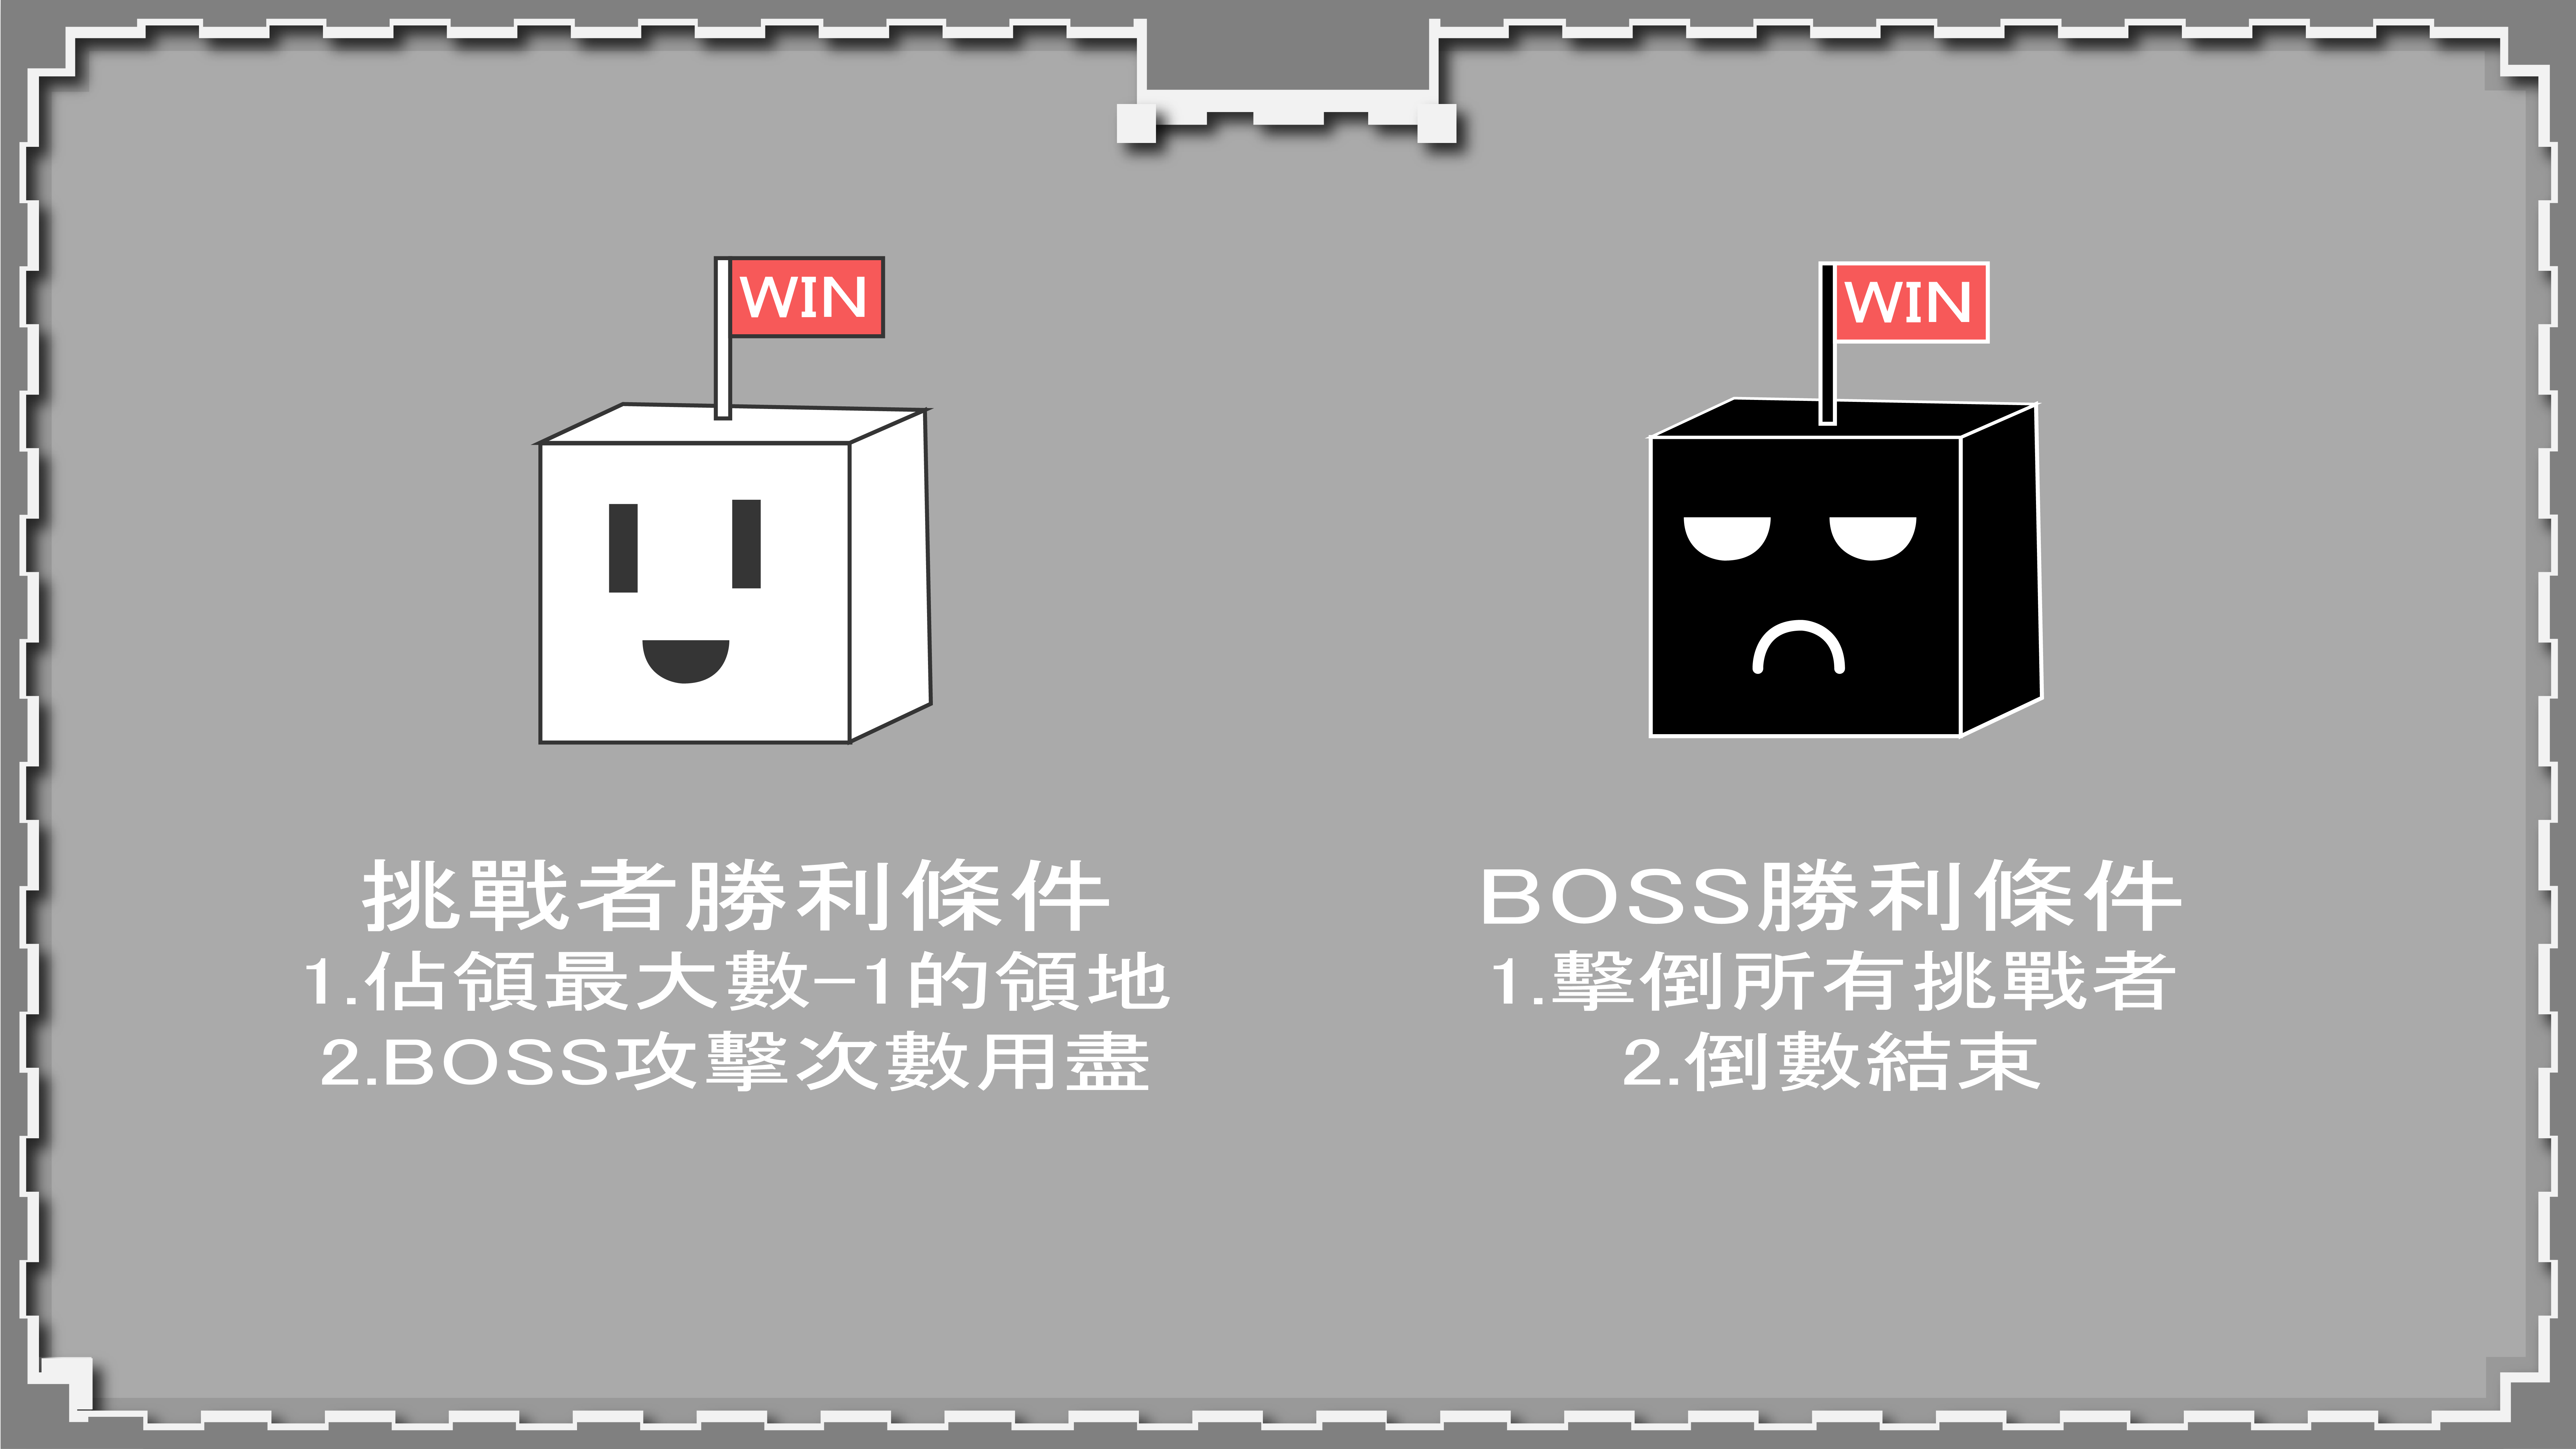 WIN
挑戰者勝利條件
1.佔領最大數-1的領地
2.BOSS攻擊次數用盡
WIN
BOSS勝利條件
1.擊倒所有挑戰者
2.倒數結束